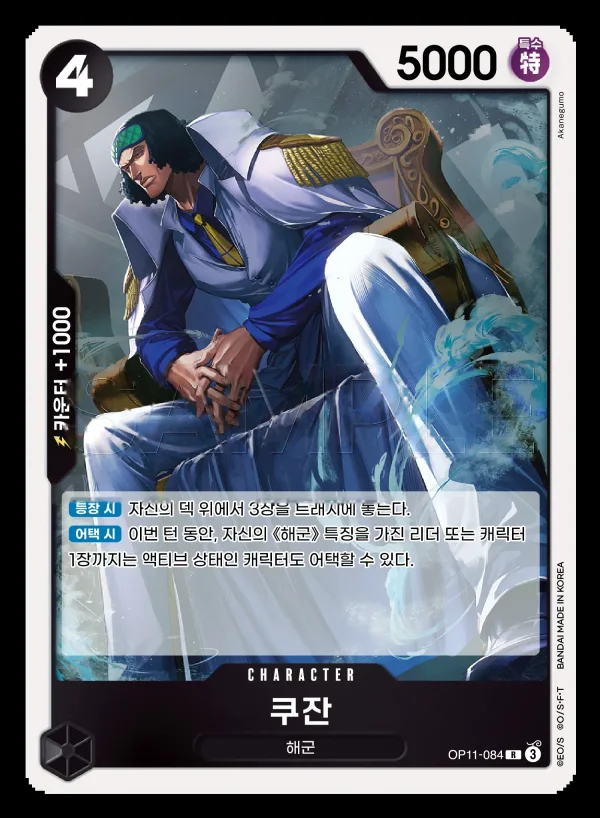 4
5000
특수
特
Akanegumo
카운터 +1000
SAMPLE
등장 시 자신의 덱 위에서 3장을 트래시에 놓는다.
어택 시 이번 턴 동안, 자신의 《해군》 특징을 가진 리더 또는 캐릭터
1장까지는 액티브 상태인 캐릭터도 어택할 수 있다.
CHARACTER
쿠잔
해군
OP11-084 R 3
©EO/S ©O/S·F·T BANDAI MADE IN KOREA